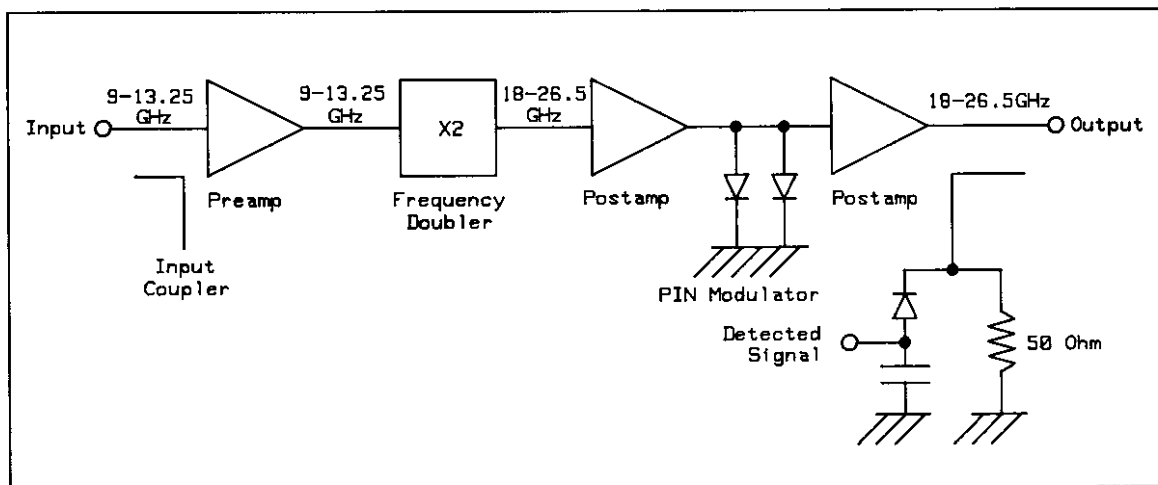 9-13.25
GHz
9-13.25
GHz
18-26.5
GHz
18-26.5GHz
Input
X2
Output
Preamp
Frequency
Doubler
Postamp
Postamp
Input
Coupler
PIN Modulator
Detected
Signal
50 Ohm